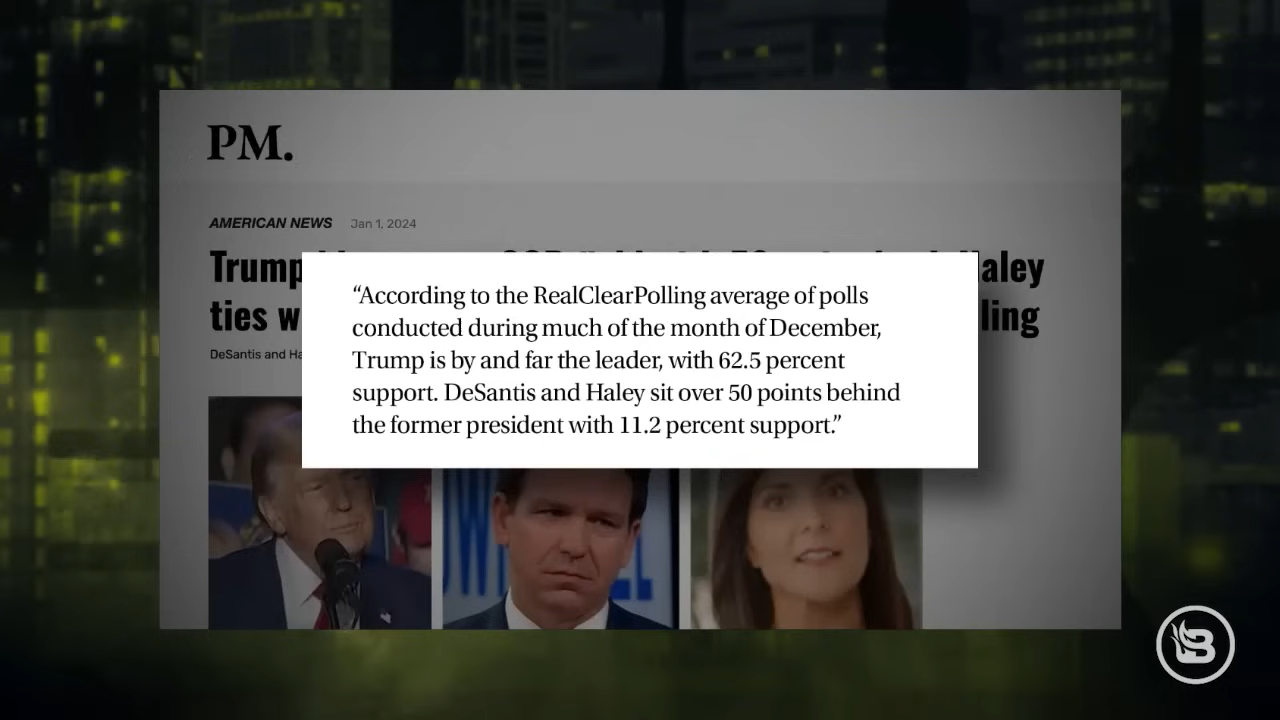 PM.
AMERICAN NEWS Jan 1, 2024
Trump aley
ties w ling
DeSantis and Ha
“According to the RealClearPolling average of polls
conducted during much of the month of December,
Trump is by and far the leader, with 62.5 percent
support. DeSantis and Haley sit over 50 points behind
the former president with 11.2 percent support.”
B